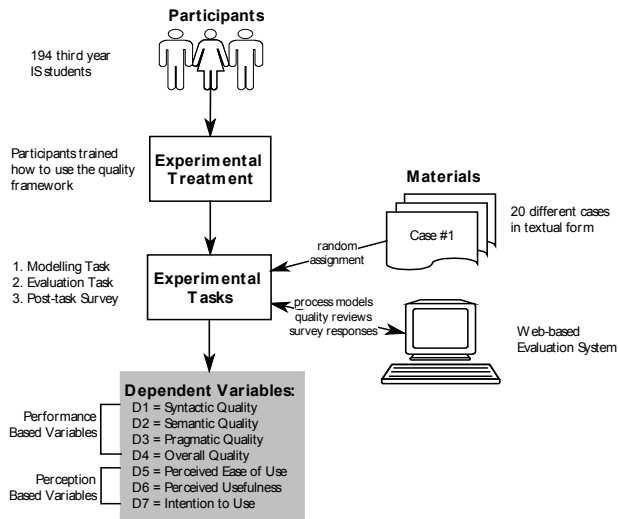 Participants
194 third year
IS students
Participants trained
how to use the quality
framework
Experimental
Treatment
Materials
Case #1
20 different cases
in textual form
random
assignment
1. Modelling Task
2. Evaluation Task
3. Post-task Survey
Experimental
Tasks
process models
quality reviews
survey responses
Web-based
Evaluation System
Dependent Variables:
Performance
Based Variables
D1 = Syntactic Quality
D2 = Semantic Quality
D3 = Pragmatic Quality
D4 = Overall Quality
Perception
Based Variables
D5 = Perceived Ease of Use
D6 = Perceived Usefulness
D7 = Intention to Use